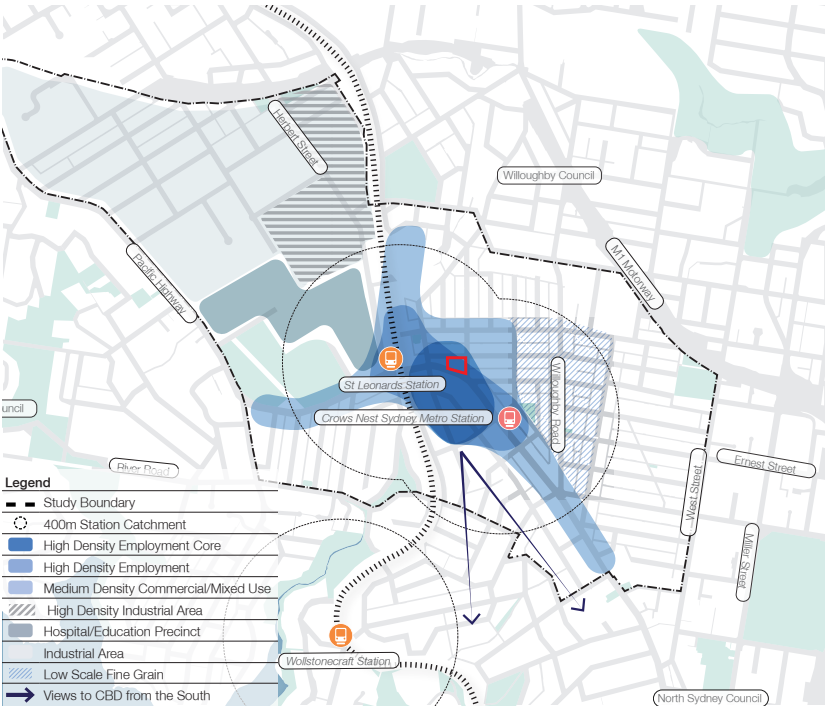 Herbert Street
Willoughby Council
Pacific Highway
M1 Motorway
St Leonards Station
Willoughby Road
Crows Nest Sydney Metro Station
uncil
River Road
Ernest Street
West Street
Miller Street
Legend
Study Boundary
400m Station Catchment
High Density Employment Core
High Density Employment
Medium Density Commercial/Mixed Use
High Density Industrial Area
Hospital/Education Precinct
Industrial Area
Low Scale Fine Grain
Views to CBD from the South
Wollstonecraft Station
North Sydney Council